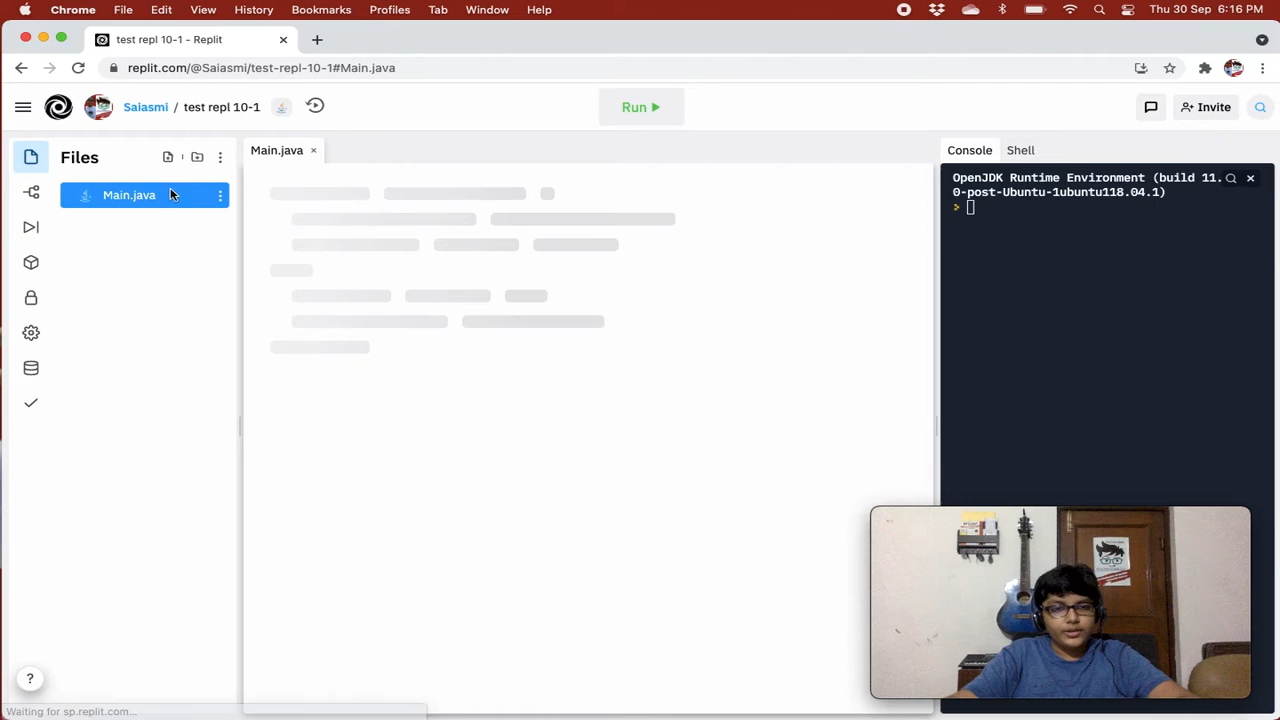 Chrome File Edit View History Bookmarks Profiles Tab Window Help Thu 30 Sep 6:16 PM
test repl 10-1 - Replit
replit.com/@Saiasmi/test-repl-10-1#Main.java
Saiasmi / test repl 10-1 Run Invite
Files
Main.java
Main.java
Console Shell
OpenJDK Runtime Environment (build 11.
0-post-Ubuntu-1ubuntu118.04.1)
>
?
Waiting for sp.replit.com...